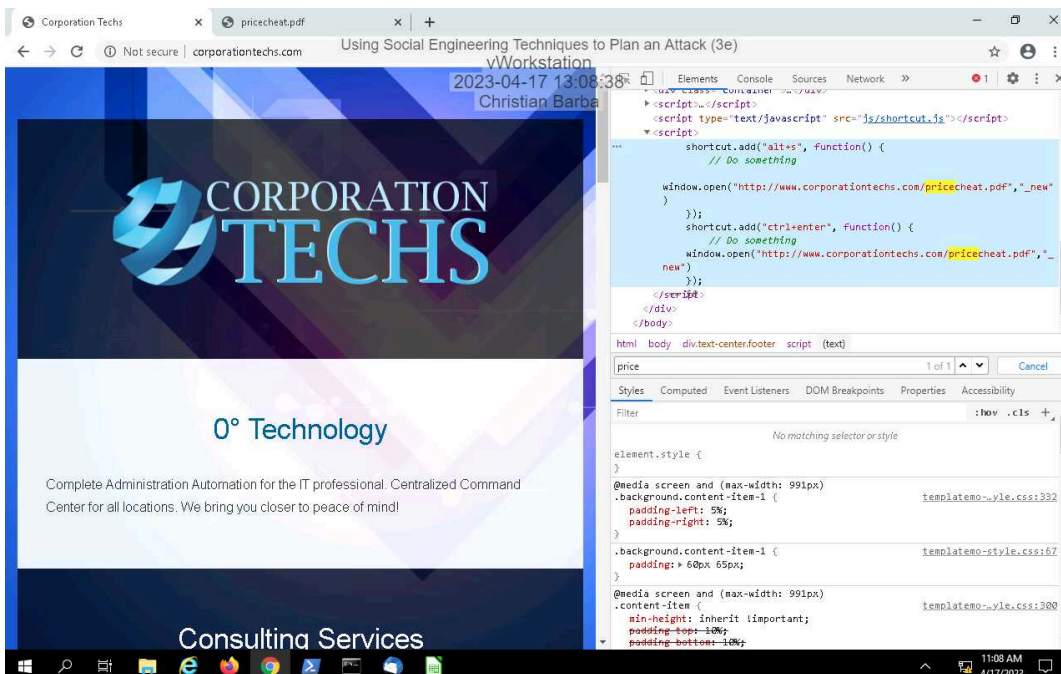 Corporation Techs
pricecheat.pdf
Not secure | corporationtechs.com
Using Social Engineering Techniques to Plan an Attack (3e)
vWorkstation
2023-04-17 13:08:38
Christian Barba
CORPORATION
TECHS
0° Technology
Complete Administration Automation for the IT professional. Centralized Command
Center for all locations. We bring you closer to peace of mind!
Consulting Services
Elements Console Sources Network » 1
<script>…</script>
<script type="text/javascript" src="js/shortcut.js"></script>
<script>
shortcut.add("alt+s", function() {
// Do something
window.open("http://www.corporationtechs.com/pricecheat.pdf","_new"
)
});
shortcut.add("ctrl+enter", function() {
// Do something
window.open("http://www.corporationtechs.com/pricecheat.pdf","_
new")
});
</script>
</div>
</body>
html body div.text-center.footer script (text)
price 1 of 1 Cancel
Styles Computed Event Listeners DOM Breakpoints Properties Accessibility
Filter :hov .cls +
No matching selector or style
element.style {
}
@media screen and (max-width: 991px)
.background.content-item-1 { templatemo-…yle.css:332
padding-left: 5%;
padding-right: 5%;
}
.background.content-item-1 { templatemo-style.css:67
padding: 60px 65px;
}
@media screen and (max-width: 991px)
.content-item { templatemo-…yle.css:300
min-height: inherit !important;
padding-top: 10%;
padding-bottom: 10%;
11:08 AM
4/17/2023